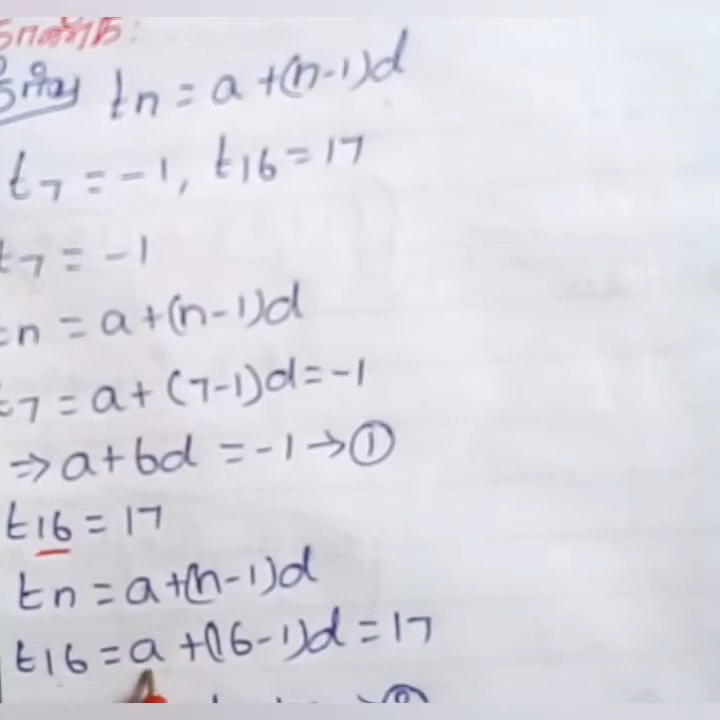 tn = a + (n-1)d
t7 = -1, t16 = 17
t7 = -1
tn = a + (n-1)d
t7 = a + (7-1)d = -1
⇒ a + 6d = -1 → ①
t16 = 17
tn = a + (n-1)d
t16 = a + (16-1)d = 17